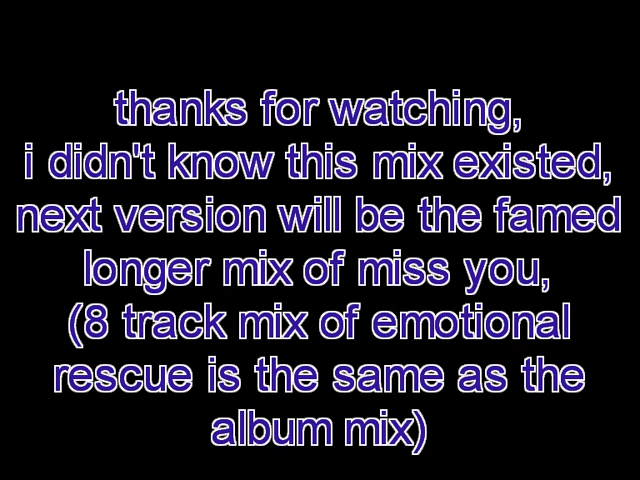 thanks for watching,
i didn't know this mix existed,
next version will be the famed
longer mix of miss you,
(8 track mix of emotional
rescue is the same as the
album mix)